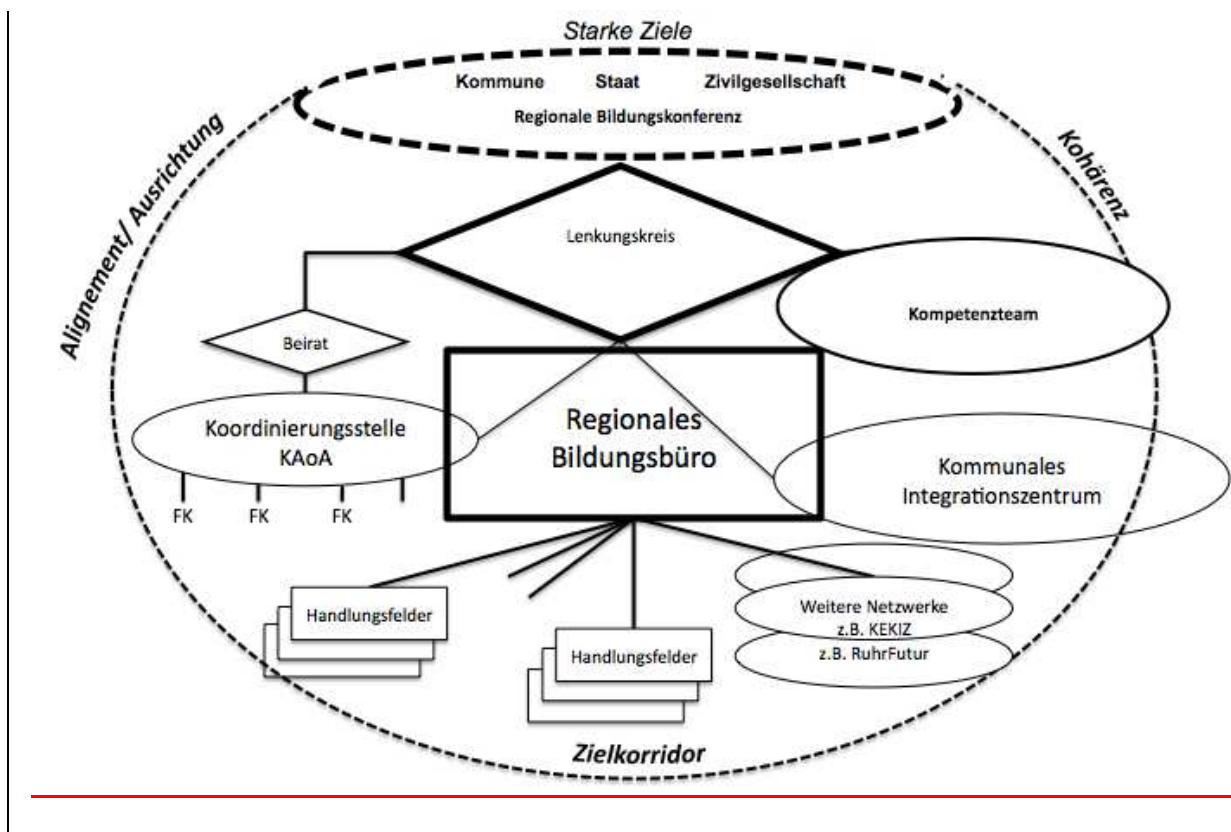 Starke Ziele
Kommune Staat Zivilgesellschaft
Regionale Bildungskonferenz
Alignement/ Ausrichtung
Kohärenz
Lenkungskreis
Kompetenzteam
Beirat
Koordinierungsstelle
KAoA
FK FK FK
Regionales
Bildungsbüro
Kommunales
Integrationszentrum
Handlungsfelder
Handlungsfelder
Weitere Netzwerke
z.B. KEKIZ
z.B. RuhrFutur
Zielkorridor